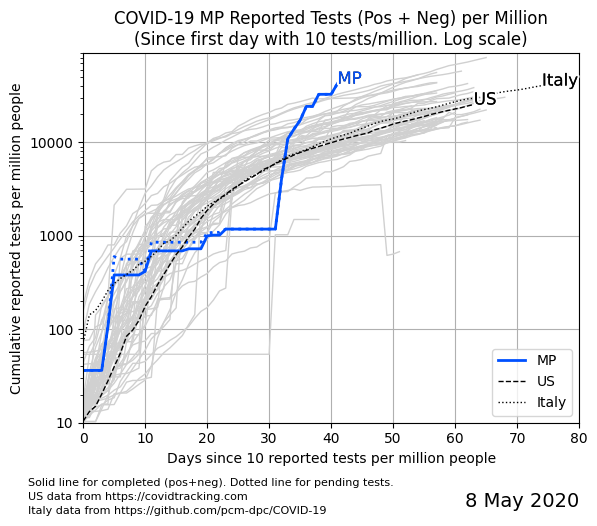 COVID-19 MP Reported Tests (Pos + Neg) per Million
(Since first day with 10 tests/million. Log scale)
Cumulative reported tests per million people
10000
1000
100
10
MP
US
Italy
MP
US
Italy
0 10 20 30 40 50 60 70 80
Days since 10 reported tests per million people
Solid line for completed (pos+neg). Dotted line for pending tests.
US data from https://covidtracking.com
Italy data from https://github.com/pcm-dpc/COVID-19
8 May 2020